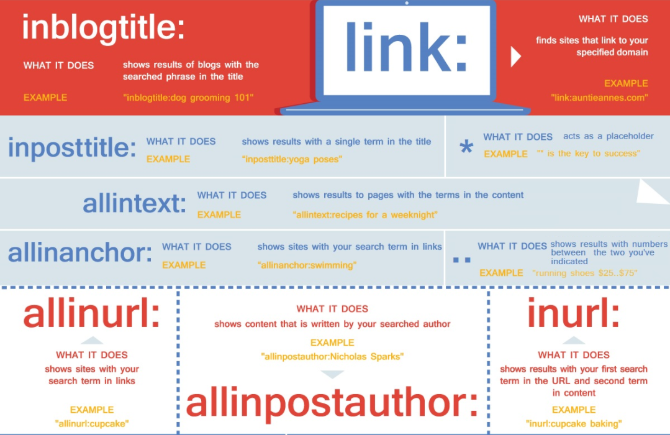 inblogtitle:
WHAT IT DOES
shows results of blogs with the
searched phrase in the title
EXAMPLE
"inblogtitle:dog grooming 101"
link:
WHAT IT DOES
finds sites that link to your
specified domain
EXAMPLE
"link:auntieannes.com"
inposttitle:
WHAT IT DOES
shows results with a single term in the title
EXAMPLE
"inposttitle:yoga poses"
*
WHAT IT DOES
acts as a placeholder
EXAMPLE
"* is the key to success"
allintext:
WHAT IT DOES
shows results to pages with the terms in the content
EXAMPLE
"allintext:recipes for a weeknight"
allinanchor:
WHAT IT DOES
shows sites with your search term in links
EXAMPLE
"allinanchor:swimming"
..
WHAT IT DOES
shows results with numbers
between the two you've
indicated
EXAMPLE
"running shoes $25..$75"
allinurl:
WHAT IT DOES
shows sites with your
search term in links
EXAMPLE
"allinurl:cupcake"
WHAT IT DOES
shows content that is written by your searched author
EXAMPLE
"allinpostauthor:Nicholas Sparks"
allinpostauthor:
inurl:
WHAT IT DOES
shows results with your first search
term in the URL and second term
in content
EXAMPLE
"inurl:cupcake baking"